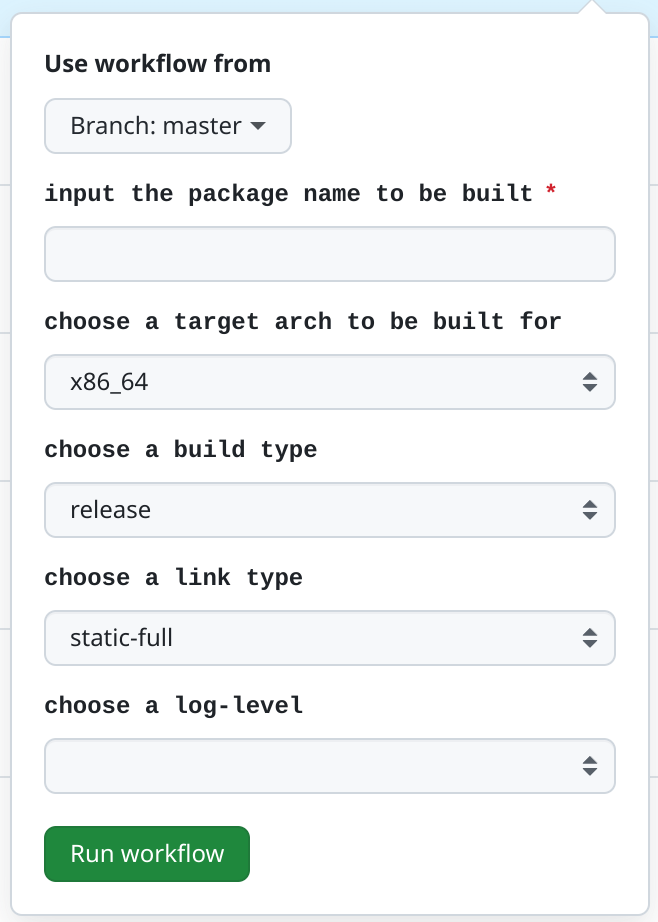 Use workflow from
Branch: master
input the package name to be built *
choose a target arch to be built for
x86_64
choose a build type
release
choose a link type
static-full
choose a log-level
Run workflow